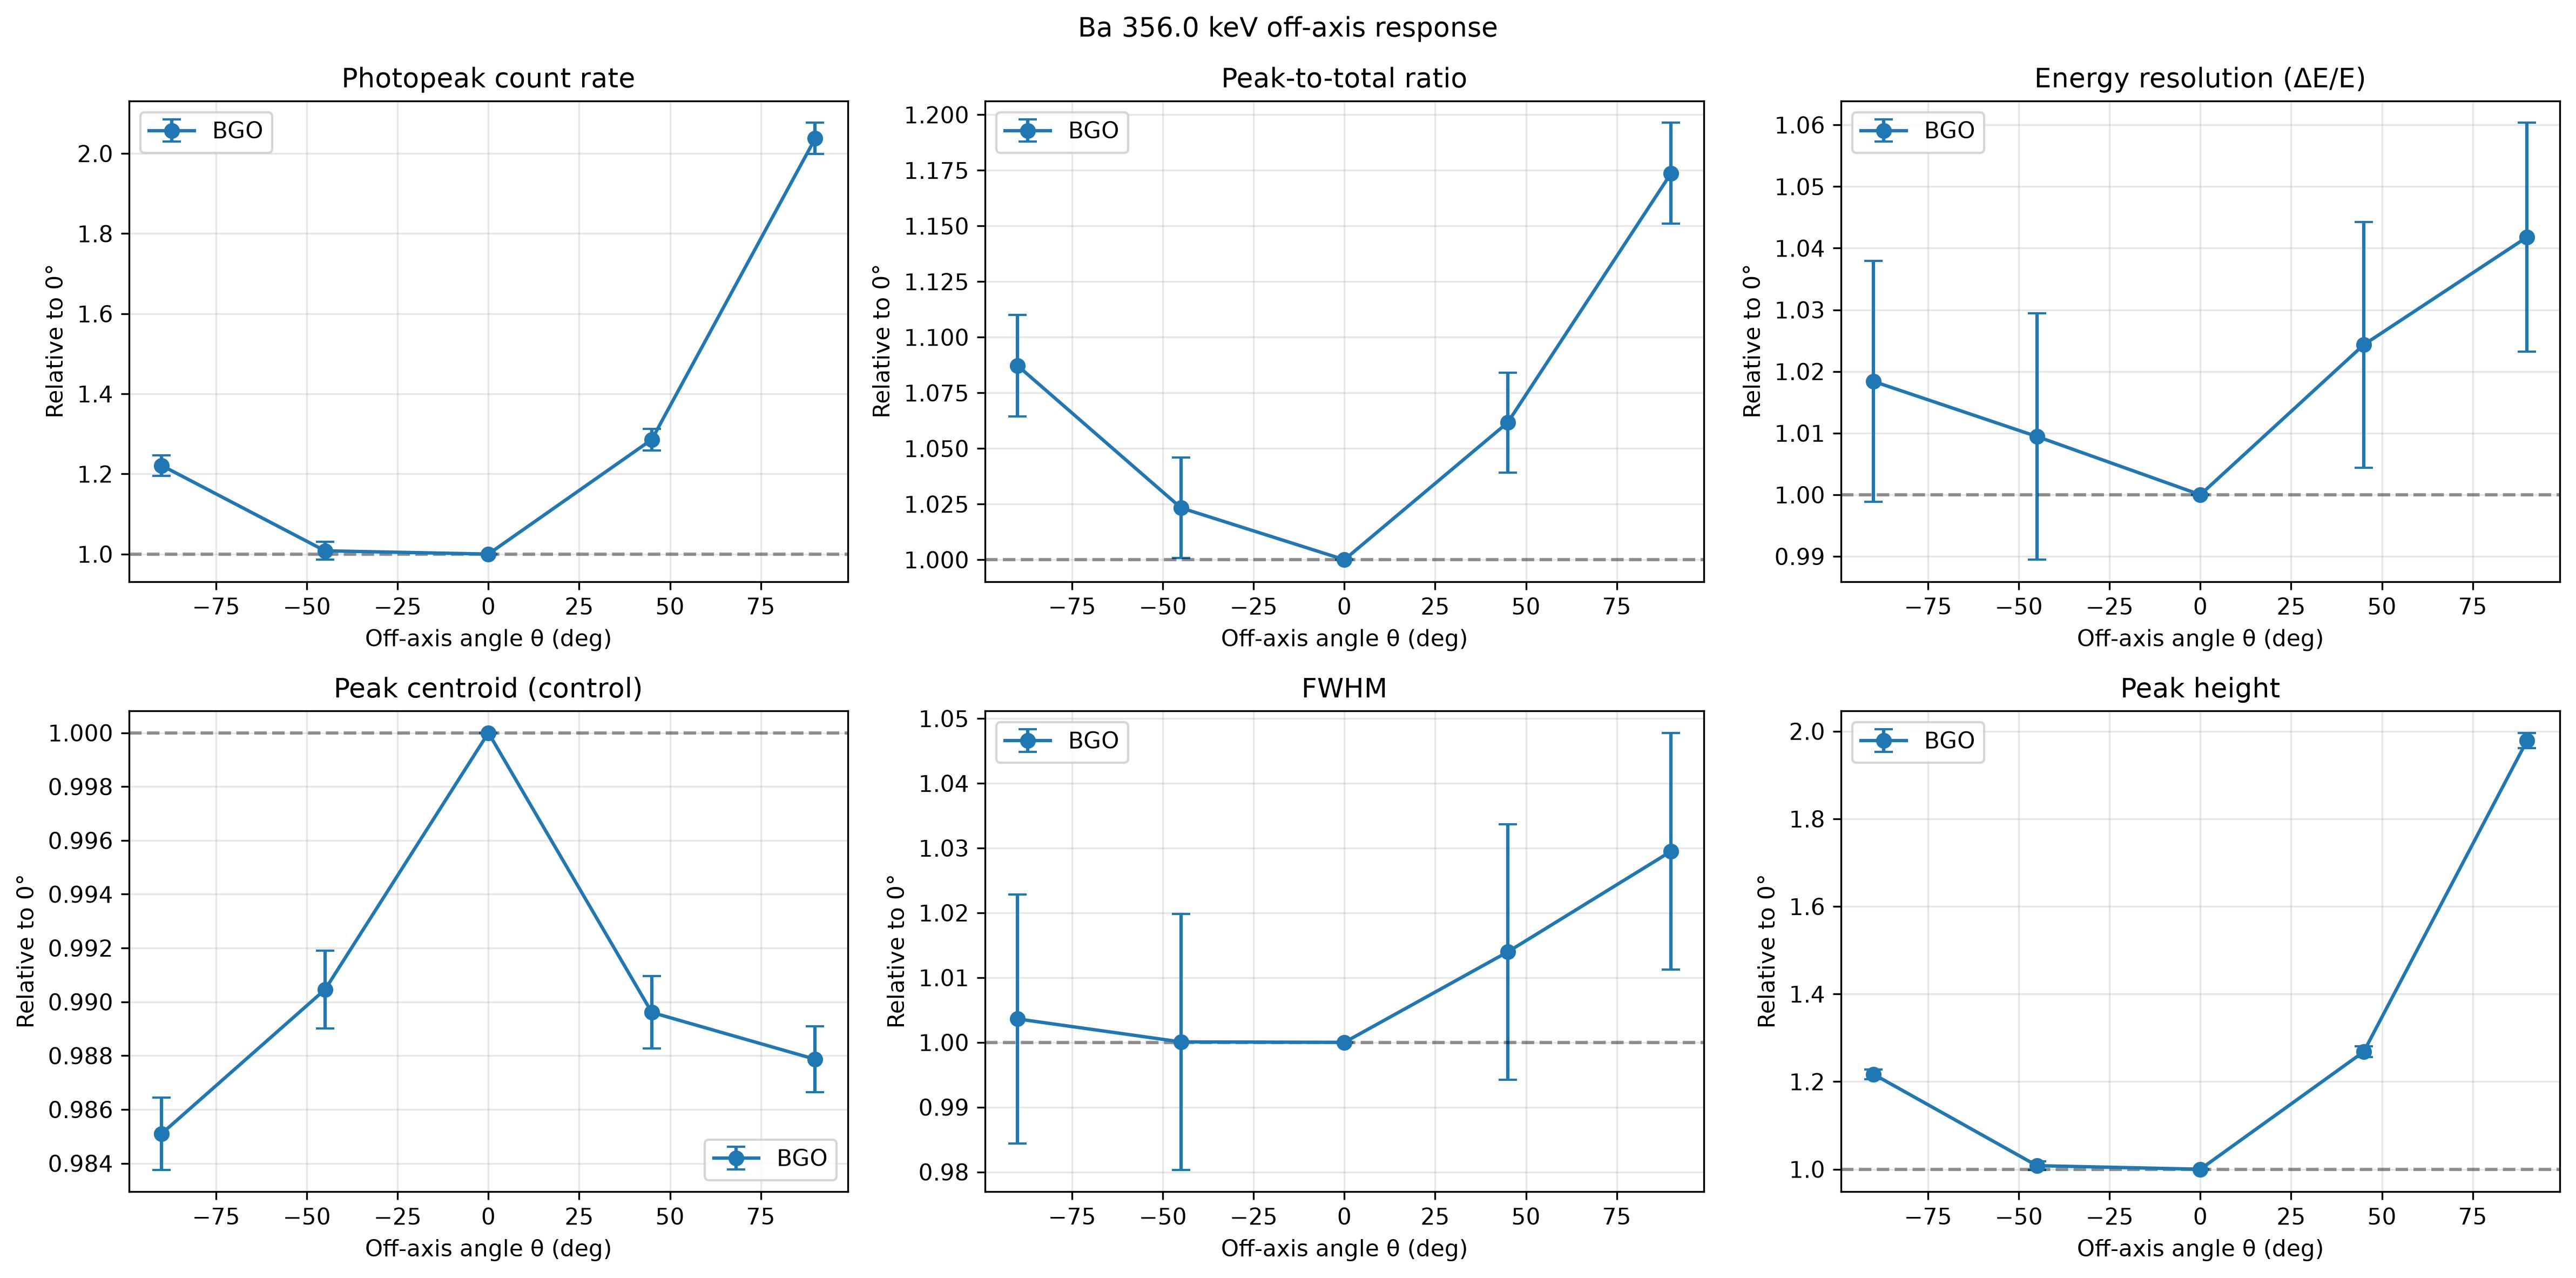 Ba 356.0 keV off-axis response
Photopeak count rate
BGO
2.0
1.8
1.6
1.4
1.2
1.0
Relative to 0°
−75 −50 −25 0 25 50 75
Off-axis angle θ (deg)
Peak-to-total ratio
BGO
1.200
1.175
1.150
1.125
1.100
1.075
1.050
1.025
1.000
Relative to 0°
−75 −50 −25 0 25 50 75
Off-axis angle θ (deg)
Energy resolution (ΔE/E)
BGO
1.06
1.05
1.04
1.03
1.02
1.01
1.00
0.99
Relative to 0°
−75 −50 −25 0 25 50 75
Off-axis angle θ (deg)
Peak centroid (control)
1.000
0.998
0.996
0.994
0.992
0.990
0.988
0.986
0.984
Relative to 0°
BGO
−75 −50 −25 0 25 50 75
Off-axis angle θ (deg)
FWHM
BGO
1.05
1.04
1.03
1.02
1.01
1.00
0.99
0.98
Relative to 0°
−75 −50 −25 0 25 50 75
Off-axis angle θ (deg)
Peak height
BGO
2.0
1.8
1.6
1.4
1.2
1.0
Relative to 0°
−75 −50 −25 0 25 50 75
Off-axis angle θ (deg)